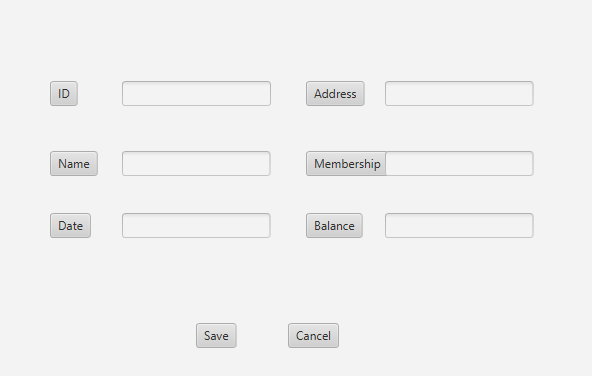 ID
Address
Name
Membership
Date
Balance
Save
Cancel